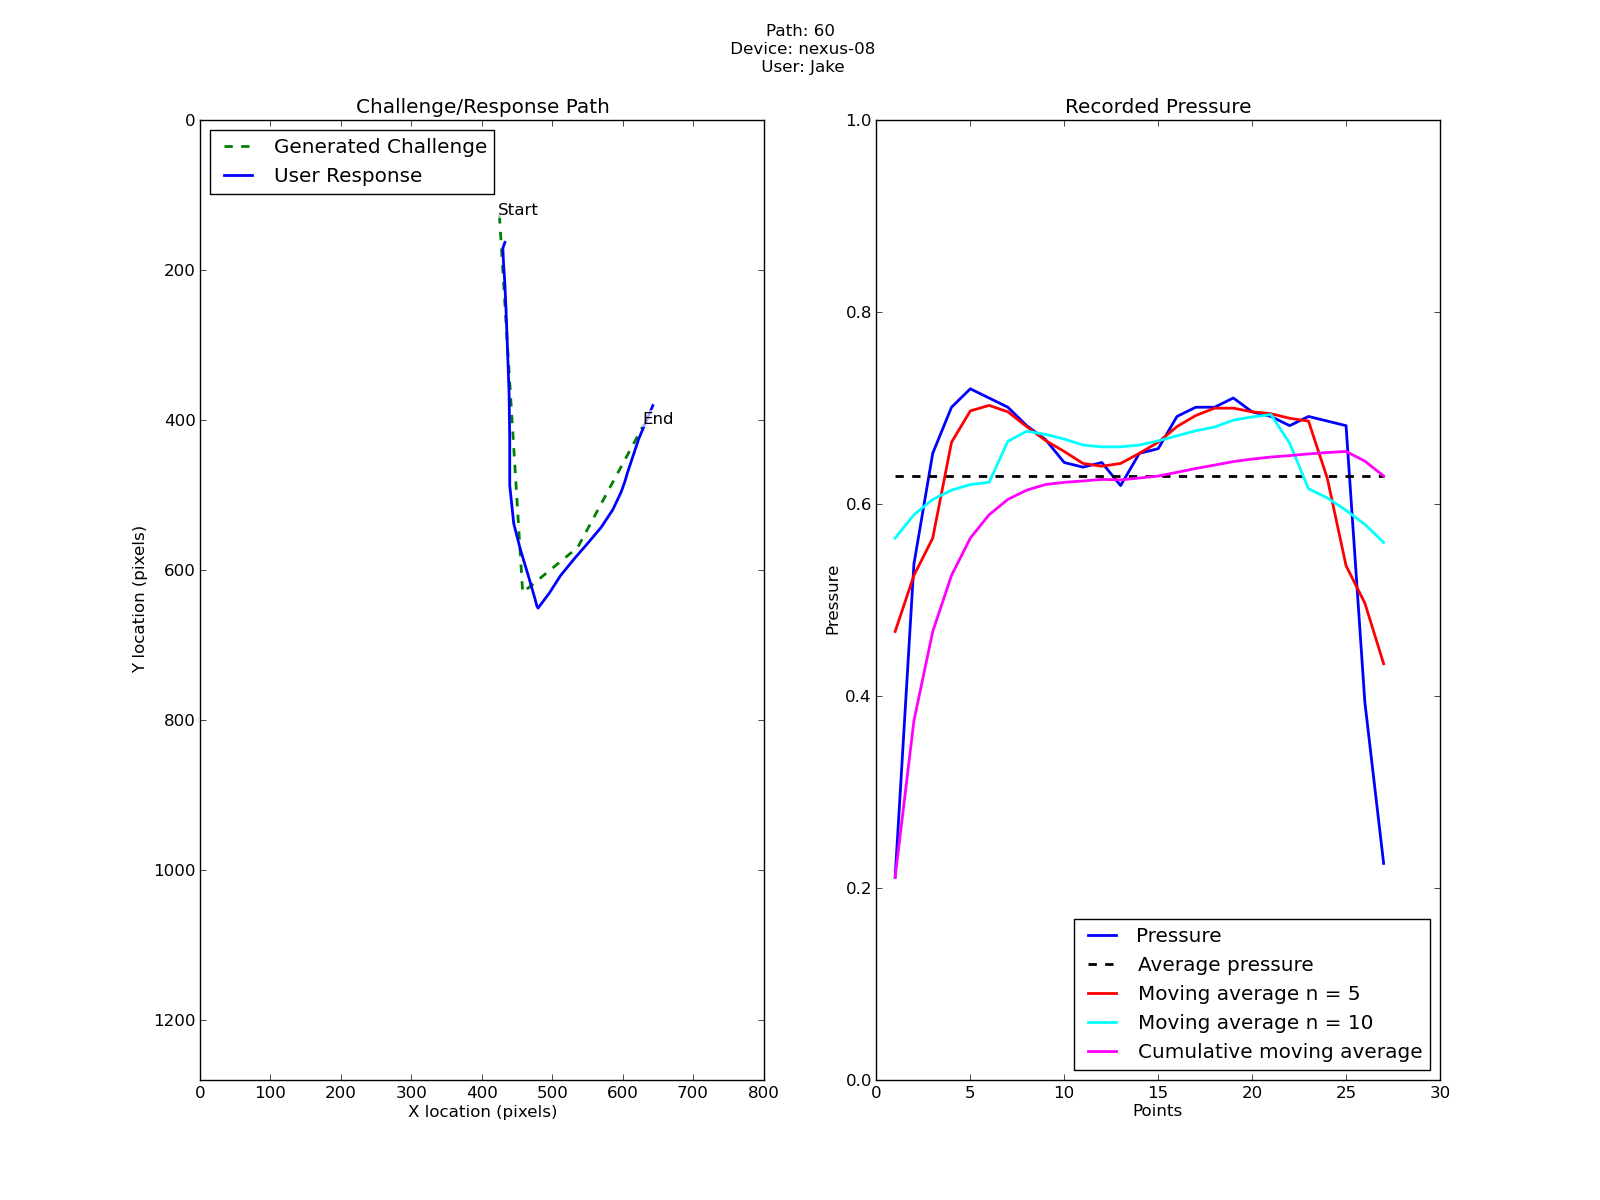 Path: 60
Device: nexus-08
User: Jake
Challenge/Response Path
Generated Challenge
User Response
Start
End
0
200
400
600
800
1000
1200
Y location (pixels)
0 100 200 300 400 500 600 700 800
X location (pixels)
Recorded Pressure
1.0
0.8
0.6
0.4
0.2
0.0
Pressure
Pressure
Average pressure
Moving average n = 5
Moving average n = 10
Cumulative moving average
0 5 10 15 20 25 30
Points